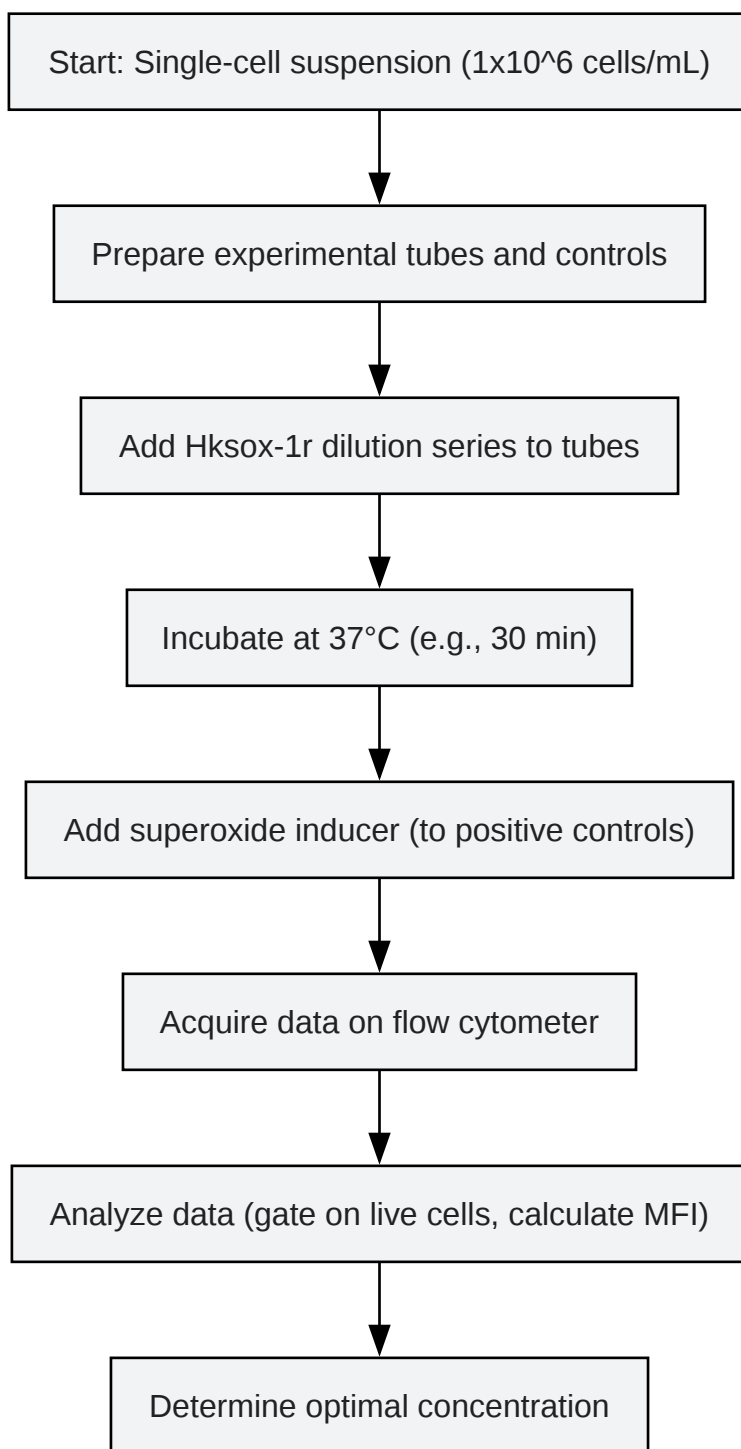 Start: Single-cell suspension (1x10^6 cells/mL)
Prepare experimental tubes and controls
Add Hksox-1r dilution series to tubes
Incubate at 37°C (e.g., 30 min)
Add superoxide inducer (to positive controls)
Acquire data on flow cytometer
Analyze data (gate on live cells, calculate MFI)
Determine optimal concentration